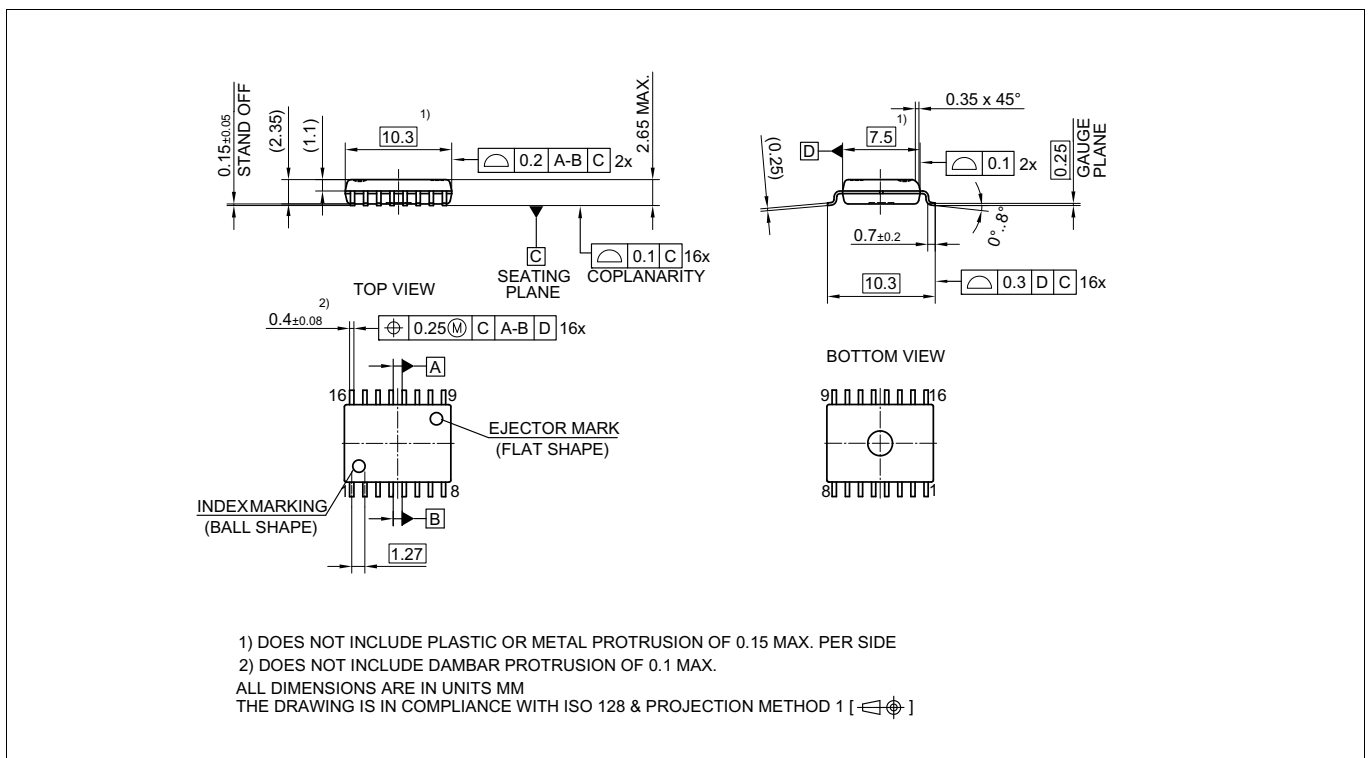 0.15±0.05
STAND OFF
(2.35)
(1.1)
1)
10.3
0.2 A-B C 2x
2.65 MAX.
C
SEATING
PLANE
0.1 C 16x
COPLANARITY
(0.25)
D
1)
7.5
0.35 x 45°
0.1 2x
0.25
GAUGE
PLANE
0°..8°
0.7±0.2
10.3
0.3 D C 16x
TOP VIEW
2)
0.4±0.08
0.25Ⓜ C A-B D 16x
A
16 9
EJECTOR MARK
(FLAT SHAPE)
INDEX MARKING
(BALL SHAPE)
1 8
B
1.27
BOTTOM VIEW
9 16
8 1
1) DOES NOT INCLUDE PLASTIC OR METAL PROTRUSION OF 0.15 MAX. PER SIDE
2) DOES NOT INCLUDE DAMBAR PROTRUSION OF 0.1 MAX.
ALL DIMENSIONS ARE IN UNITS MM
THE DRAWING IS IN COMPLIANCE WITH ISO 128 & PROJECTION METHOD 1 [ ]